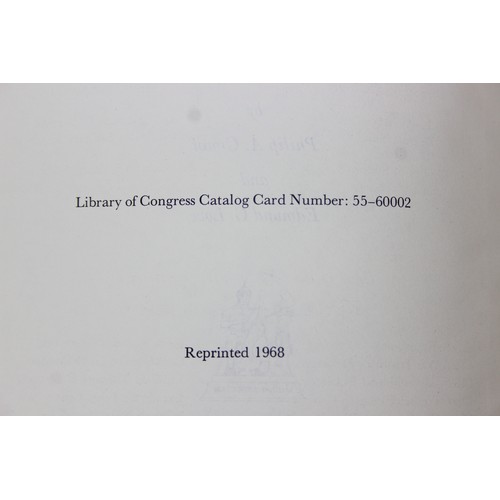 Library of Congress Catalog Card Number: 55–60002
Reprinted 1968